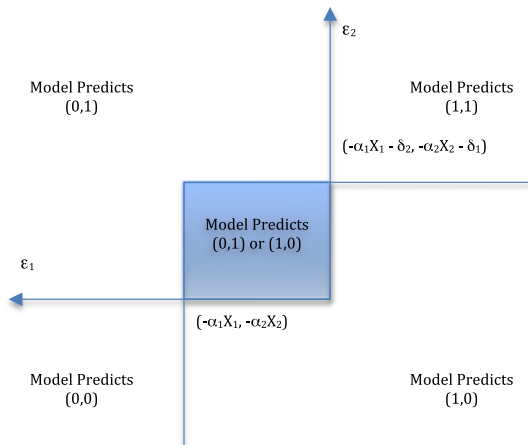 ε₂
Model Predicts
(0,1)
Model Predicts
(1,1)
(-α₁X₁ - δ₂, -α₂X₂ - δ₁)
Model Predicts
(0,1) or (1,0)
ε₁
(-α₁X₁, -α₂X₂)
Model Predicts
(0,0)
Model Predicts
(1,0)